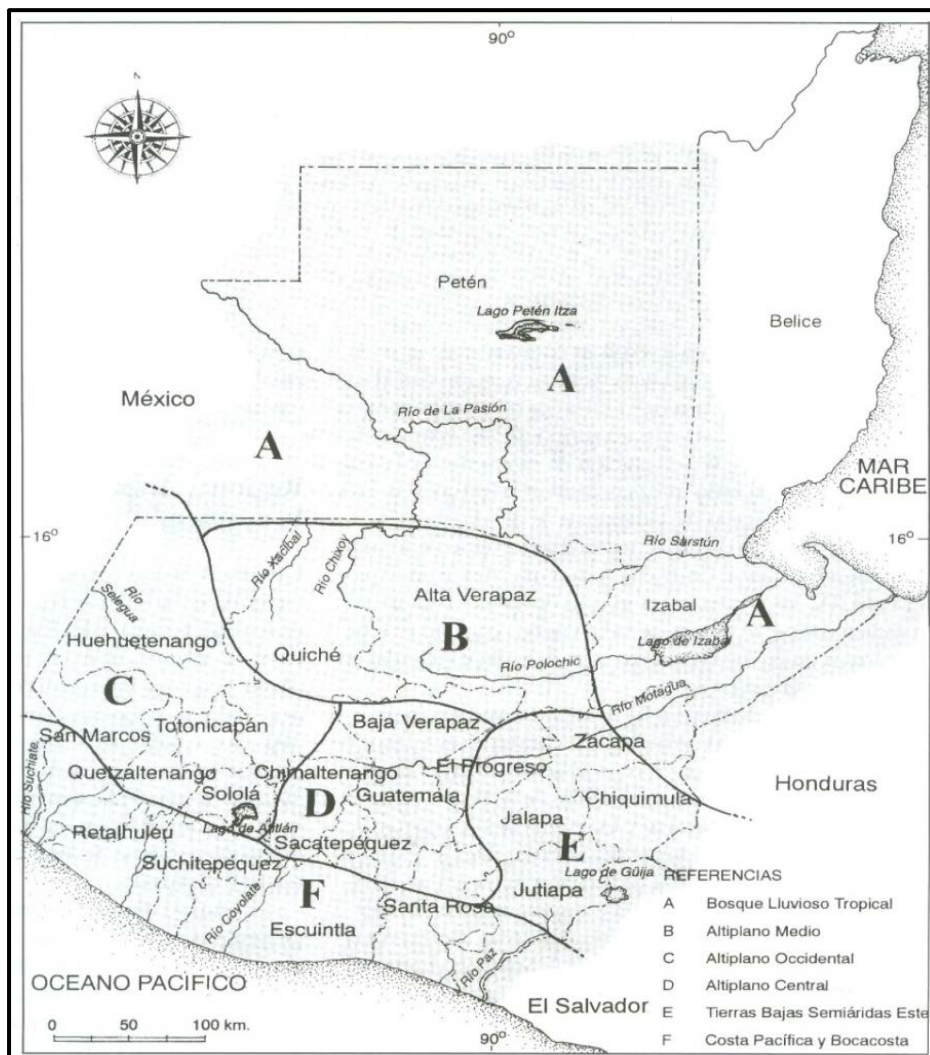 N
90°
Petén
Lago Petén Itza
Belice
A
México
Río de La Pasión
A
MAR
CARIBE
16°
16°
Río Sarstún
Río Xacibal
Río Chixoy
Alta Verapaz
Izabal
A
Río
Selegua
Huehuetenango
B
Lago de Izabal
Quiché
Río Polochic
C
Río Motagua
Baja Verapaz
San Marcos
Totonicapán
Zacapa
Río Suchiate
Quetzaltenango
Chimaltenango
El Progreso
Honduras
Sololá
D
Guatemala
Chiquimula
Lago de Atitlán
Jalapa
Retalhuleu
Sacatepéquez
E
Suchitepéquez
Lago de Güija
REFERENCIAS
Río Coyolate
F
Jutiapa
Santa Rosa
A Bosque Lluvioso Tropical
Escuintla
B Altiplano Medio
Río Paz
C Altiplano Occidental
OCEANO PACIFICO
D Altiplano Central
El Salvador
E Tierras Bajas Semiáridas Este
0 50 100 km.
90°
F Costa Pacífica y Bocacosta